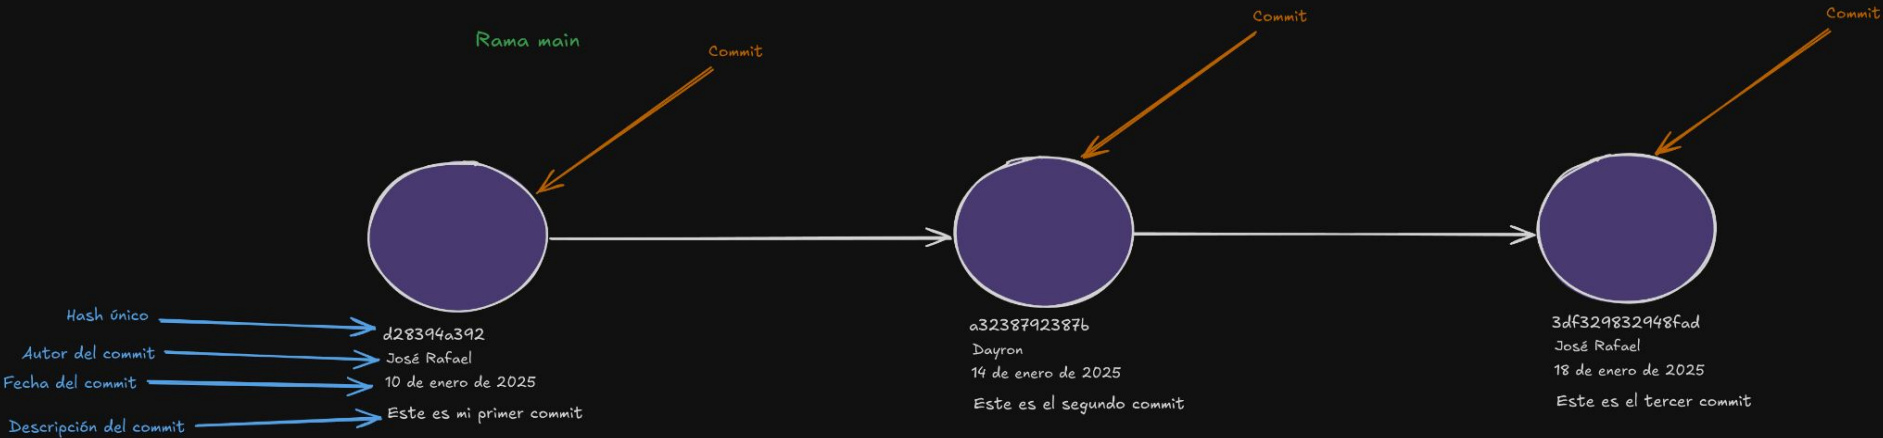 Rama main
Commit
Commit
Commit
Hash único
Autor del commit
Fecha del commit
Descripción del commit
d28394a392
José Rafael
10 de enero de 2025
Este es mi primer commit
a3238792387b
Dayron
14 de enero de 2025
Este es el segundo commit
3df329832948fad
José Rafael
18 de enero de 2025
Este es el tercer commit